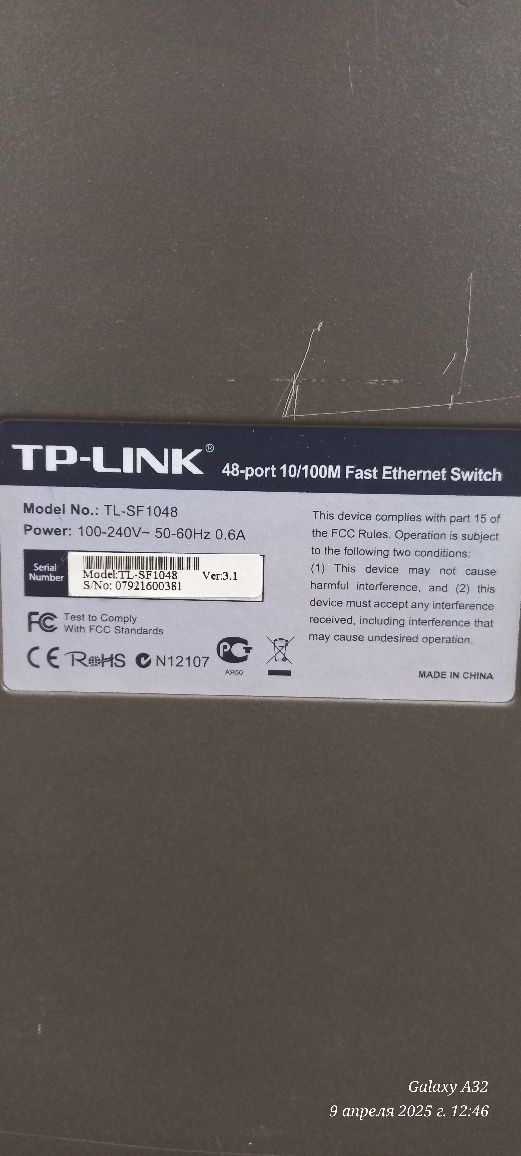 TP-LINK®
48-port 10/100M Fast Ethernet Switch
Model No.: TL-SF1048
Power: 100-240V~ 50-60Hz 0.6A
Serial
Number
Model:TL-SF1048 Ver:3.1
S/No: 07921600381
FC Test to Comply
With FCC Standards
CE RoHS N12107
АЯ50
This device complies with part 15 of
the FCC Rules. Operation is subject
to the following two conditions:
(1) This device may not cause
harmful interference, and (2) this
device must accept any interference
received, including interference that
may cause undesired operation.
MADE IN CHINA
Galaxy A32
9 апреля 2025 г. 12:46